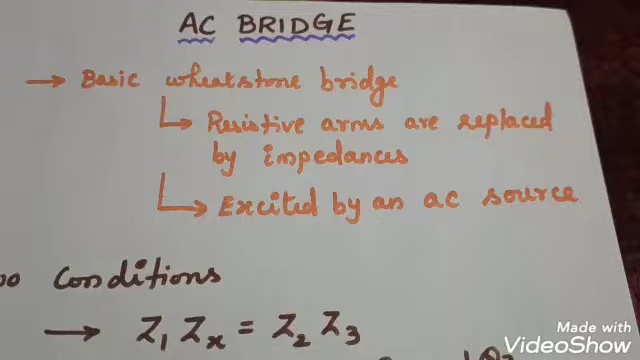 AC BRIDGE
→ Basic wheatstone bridge
→ Resistive arms are replaced
by impedances
→ Excited by an ac source
Conditions
→ Z₁ Zₓ = Z₂ Z₃
Made with
VideoShow